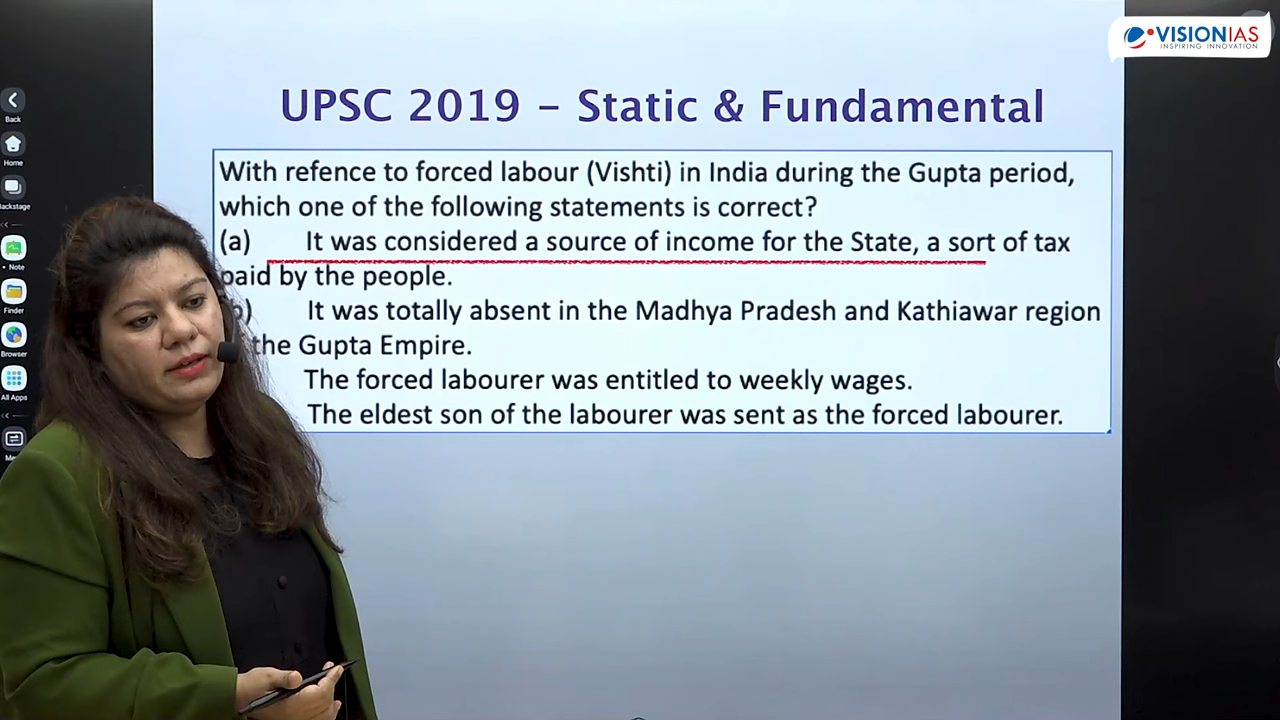 VISIONIAS
INSPIRING INNOVATION
UPSC 2019 – Static & Fundamental
Back
Home
Backstage
Note
Finder
Browser
All Apps
With refence to forced labour (Vishti) in India during the Gupta period,
which one of the following statements is correct?
(a) It was considered a source of income for the State, a sort of tax
paid by the people.
It was totally absent in the Madhya Pradesh and Kathiawar region
the Gupta Empire.
The forced labourer was entitled to weekly wages.
The eldest son of the labourer was sent as the forced labourer.